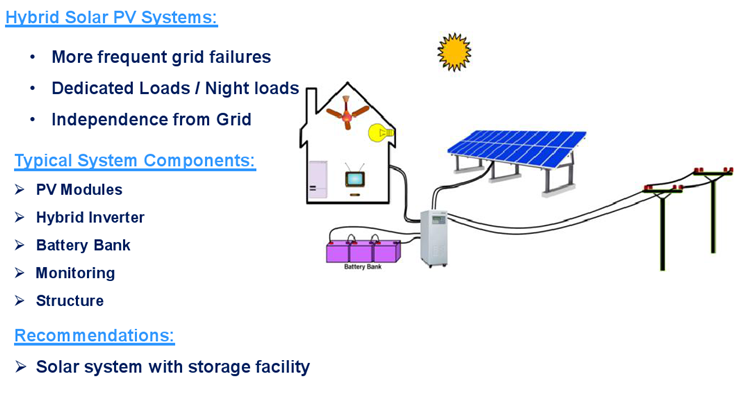 Hybrid Solar PV Systems:
• More frequent grid failures
• Dedicated Loads / Night loads
• Independence from Grid
Typical System Components:
➢ PV Modules
➢ Hybrid Inverter
➢ Battery Bank
➢ Monitoring
➢ Structure
Recommendations:
➢ Solar system with storage facility
Battery Bank